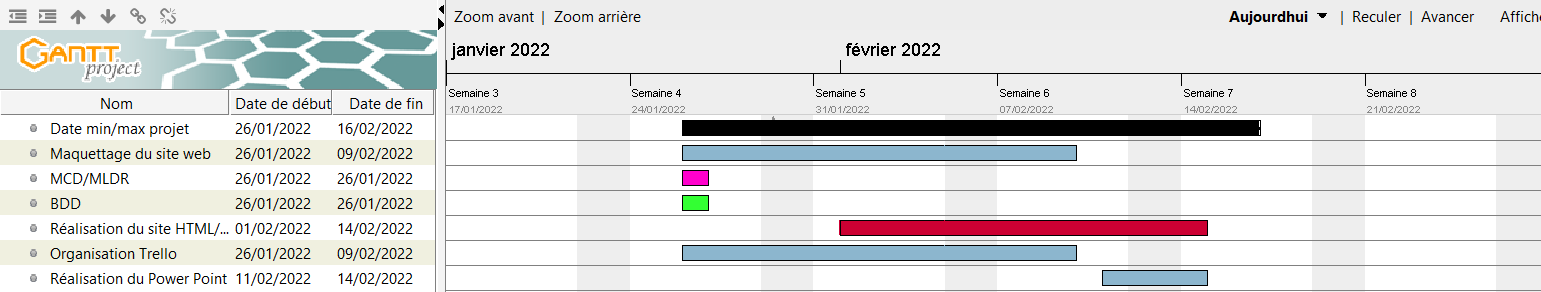 Zoom avant | Zoom arrière Aujourdhui | Reculer | Avancer Affiche
GANTT
project
janvier 2022 février 2022
Semaine 3 Semaine 4 Semaine 5 Semaine 6 Semaine 7 Semaine 8
17/01/2022 24/01/2022 31/01/2022 07/02/2022 14/02/2022 21/02/2022
Nom Date de début Date de fin
Date min/max projet 26/01/2022 16/02/2022
Maquettage du site web 26/01/2022 09/02/2022
MCD/MLDR 26/01/2022 26/01/2022
BDD 26/01/2022 26/01/2022
Réalisation du site HTML/... 01/02/2022 14/02/2022
Organisation Trello 26/01/2022 09/02/2022
Réalisation du Power Point 11/02/2022 14/02/2022